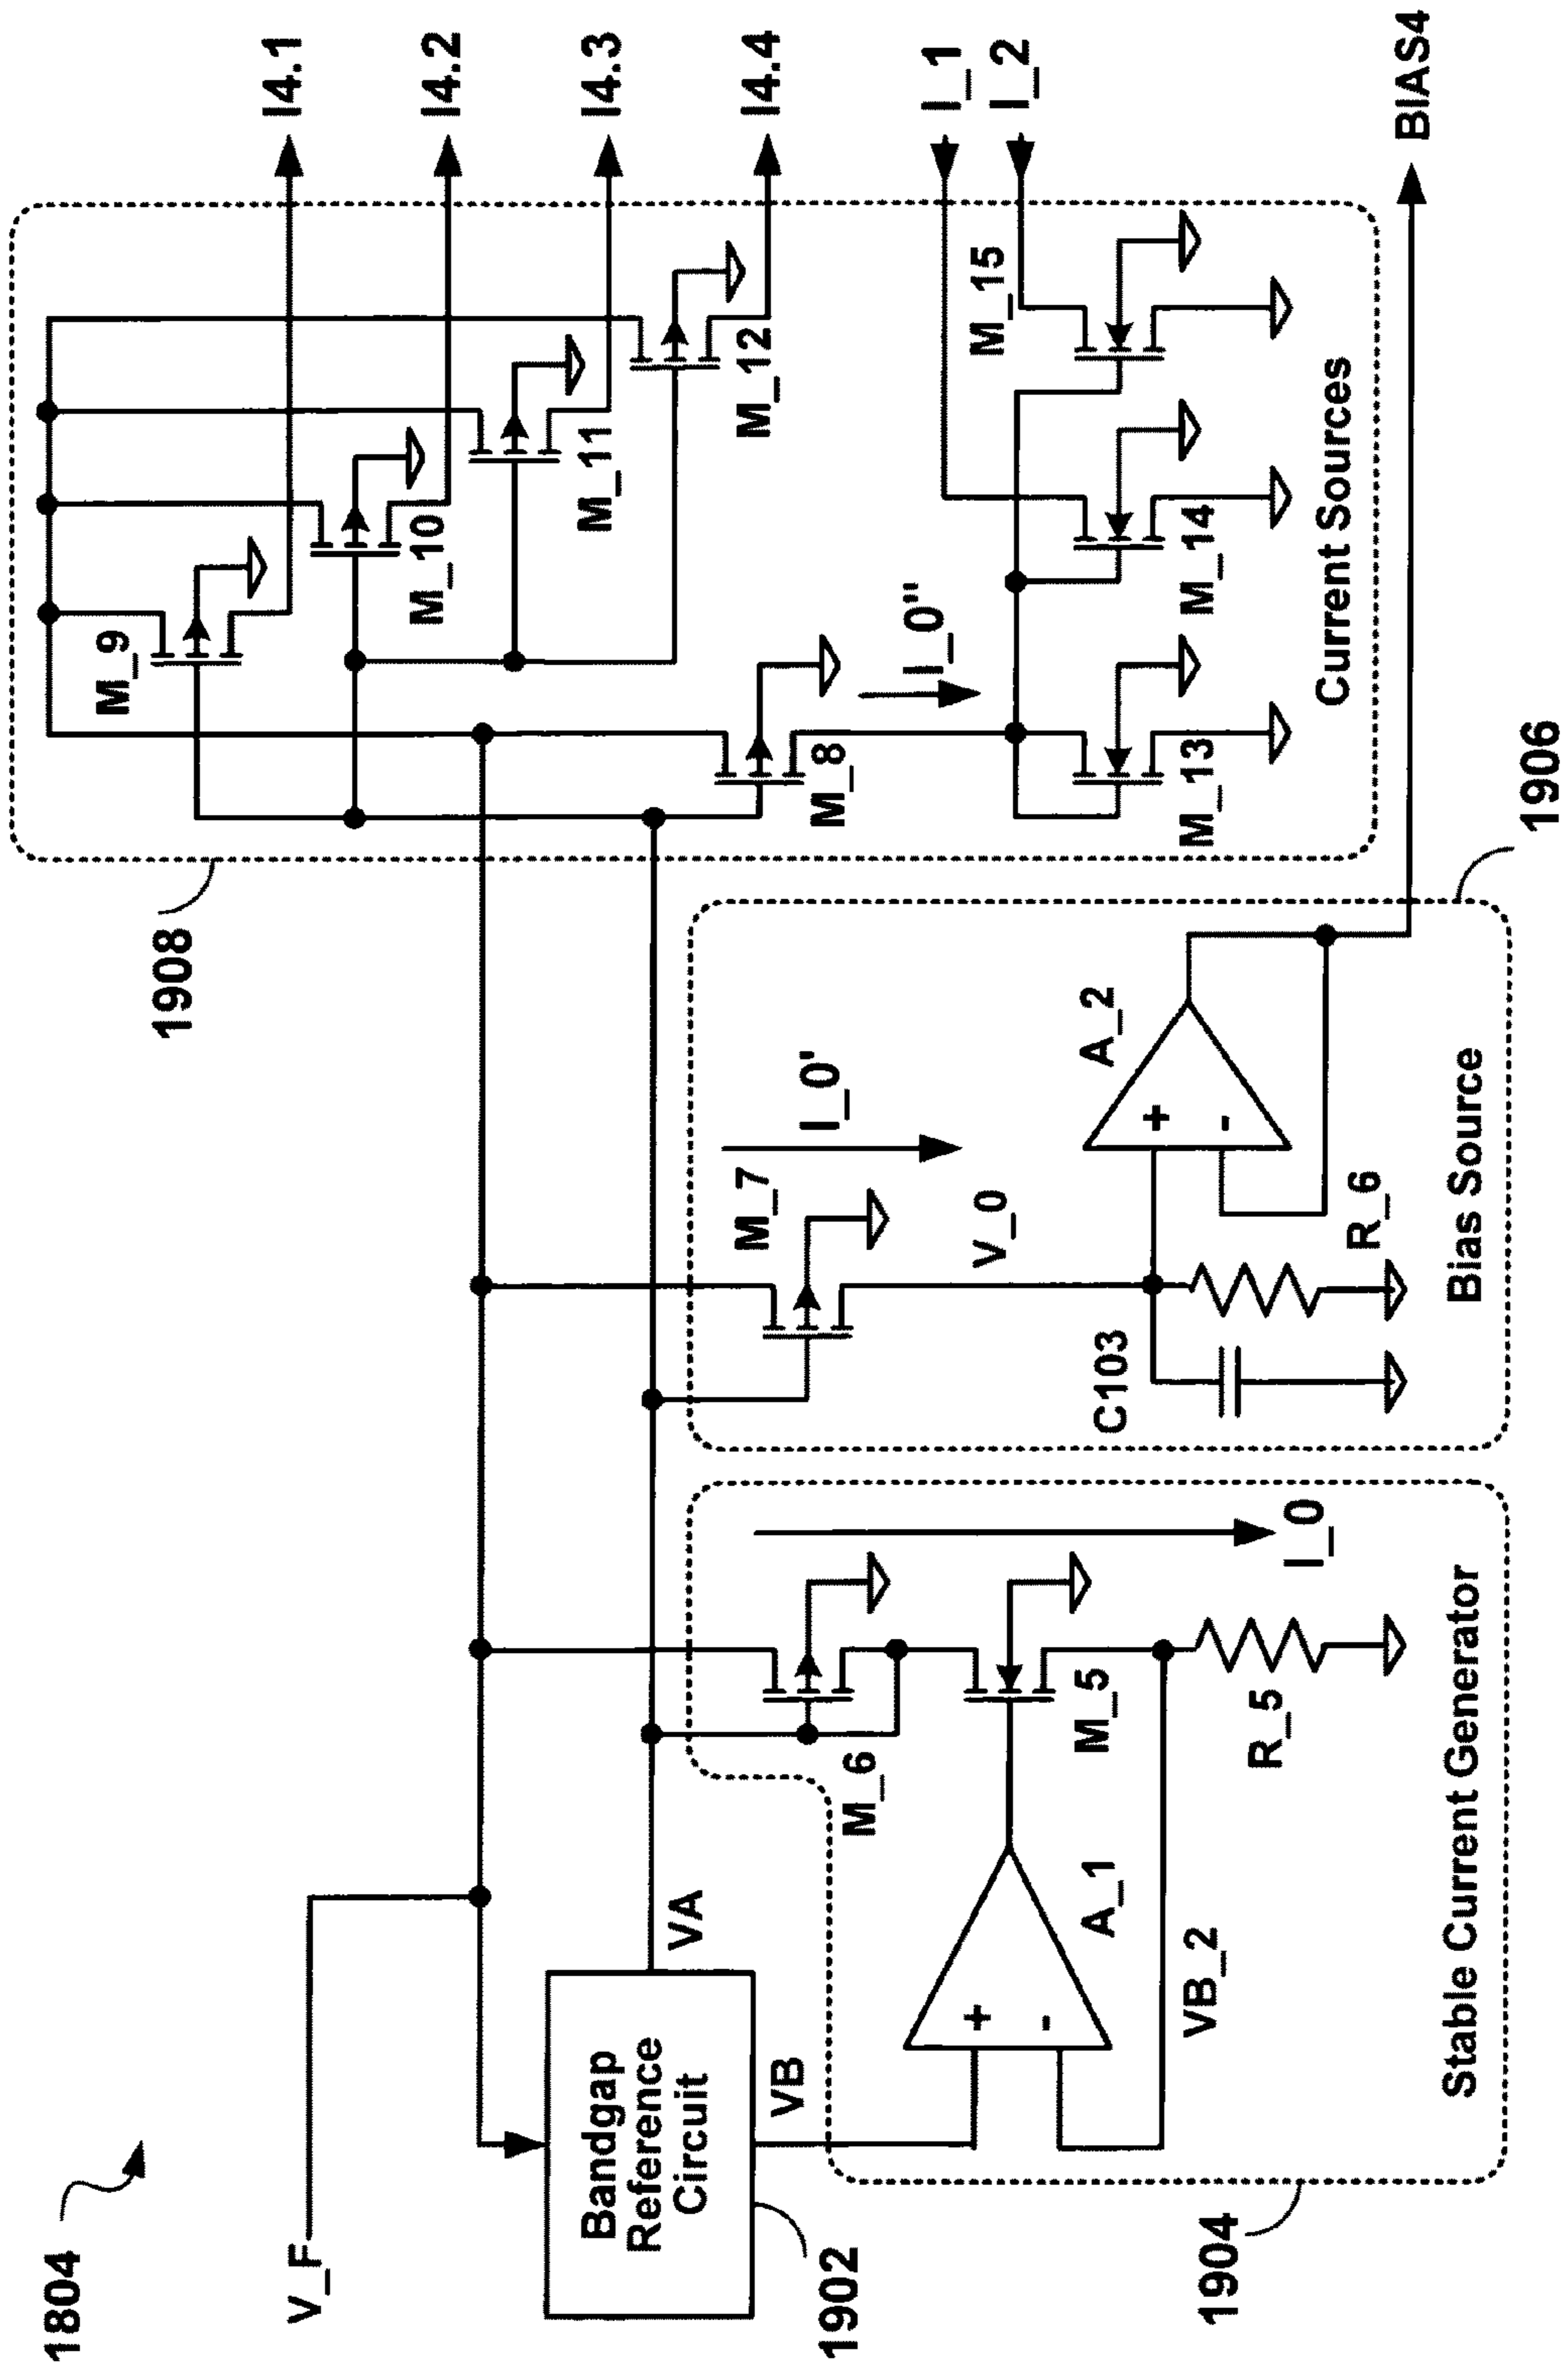 1804
V_F
Bandgap
Reference
Circuit
1902
VA
VB
VB_2
A_1
M_6
M_5
R_5
I_0
Stable Current Generator
1904
M_7
I_0'
V_0
C103
R_6
A_2
Bias Source
1906
BIAS4
1908
M_9
M_10
M_11
M_12
M_8
I_0"
M_13
M_14
M_15
Current Sources
I4.1
I4.2
I4.3
I4.4
I_1
I_2
+
-
+
-